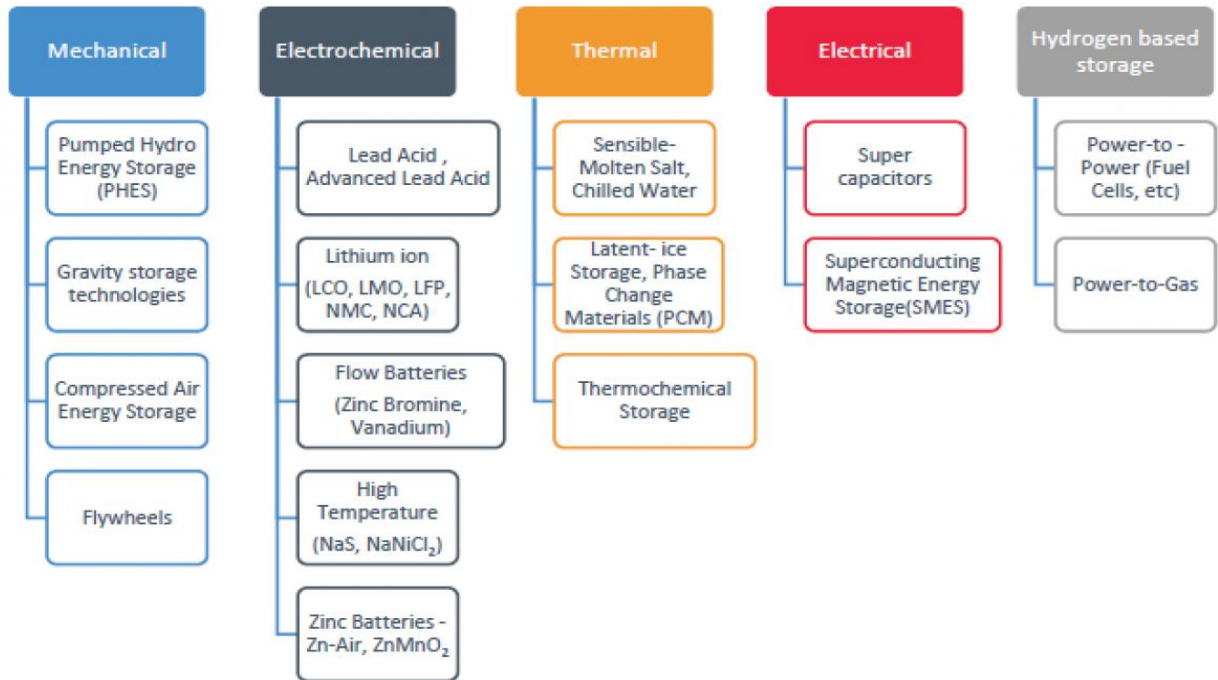 Mechanical
Pumped Hydro
Energy Storage
(PHES)
Gravity storage
technologies
Compressed Air
Energy Storage
Flywheels
Electrochemical
Lead Acid ,
Advanced Lead Acid
Lithium ion
(LCO, LMO, LFP,
NMC, NCA)
Flow Batteries
(Zinc Bromine,
Vanadium)
High
Temperature
(NaS, NaNiCl₂)
Zinc Batteries -
Zn-Air, ZnMnO₂
Thermal
Sensible-
Molten Salt,
Chilled Water
Latent- ice
Storage, Phase
Change
Materials (PCM)
Thermochemical
Storage
Electrical
Super
capacitors
Superconducting
Magnetic Energy
Storage(SMES)
Hydrogen based
storage
Power-to -
Power (Fuel
Cells, etc)
Power-to-Gas